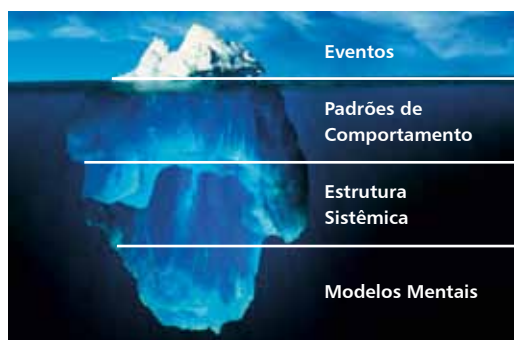 Eventos
Padrões de
Comportamento
Estrutura
Sistêmica
Modelos Mentais